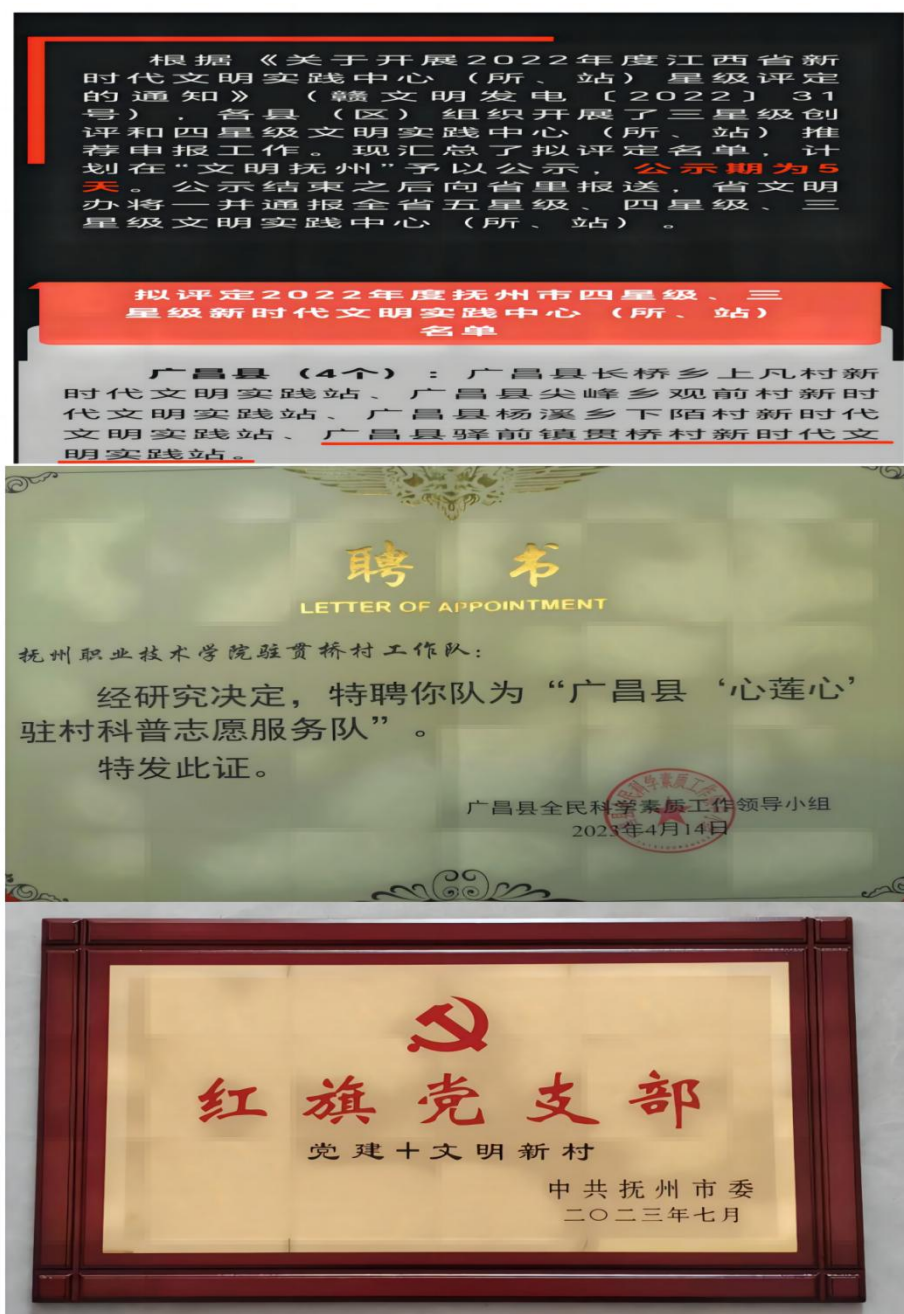 根据《关于开展2022年度江西省新
时代文明实践中心（所、站）星级评定
的通知》（赣文明发电〔2022〕31
号），各县（区）组织开展了三星级创
评和四星级文明实践中心（所、站）推
荐申报工作。现汇总了拟评定名单，计
划在“文明抚州”予以公示，公示期为5
天。公示结束之后向省里报送，省文明
办将一并通报全省五星级、四星级、三
星级文明实践中心（所、站）。
拟评定2022年度抚州市四星级、三
星级新时代文明实践中心（所、站）
名单
广昌县（4个）：广昌县长桥乡上凡村新
时代文明实践站、广昌县尖峰乡观前村新时
代文明实践站、广昌县杨溪乡下陌村新时代
文明实践站、广昌县驿前镇贯桥村新时代文
明实践站。
聘 书
LETTER OF APPOINTMENT
抚州职业技术学院驻贯桥村工作队：
经研究决定，特聘你队为“广昌县‘心莲心’
驻村科普志愿服务队”。
特发此证。
广昌县全民科学素质工作领导小组
2023年4月14日
红旗党支部
党建+文明新村
中共抚州市委
二〇二三年七月